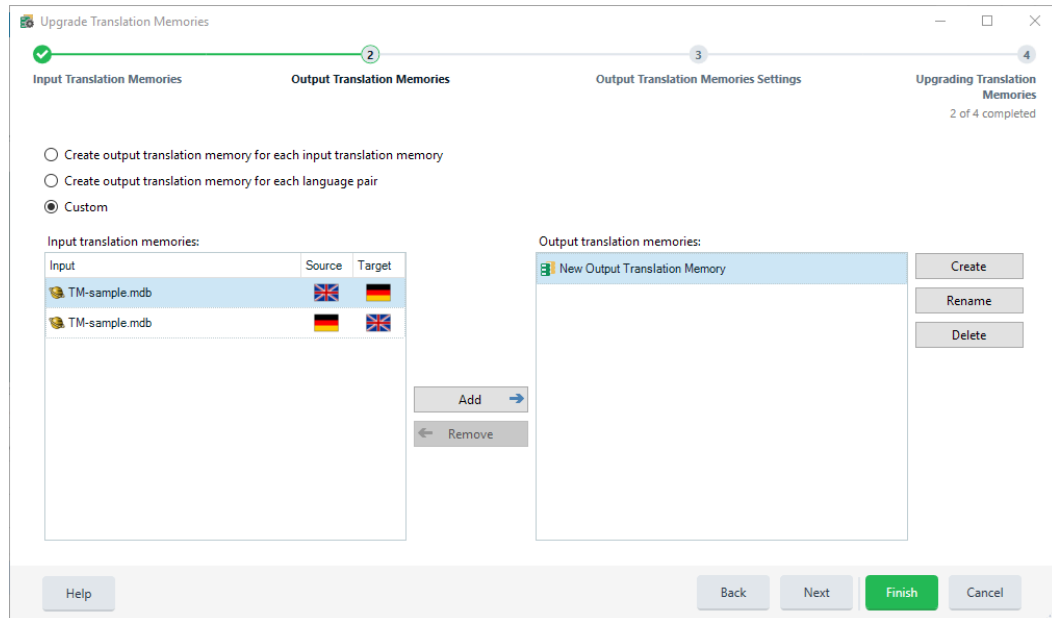 Upgrade Translation Memories
2
3
4
Input Translation Memories
Output Translation Memories
Output Translation Memories Settings
Upgrading Translation
Memories
2 of 4 completed
Create output translation memory for each input translation memory
Create output translation memory for each language pair
Custom
Input translation memories:
Output translation memories:
Input Source Target
New Output Translation Memory
Create
TM-sample.mdb
Rename
TM-sample.mdb
Delete
Add
Remove
Help
Back
Next
Finish
Cancel